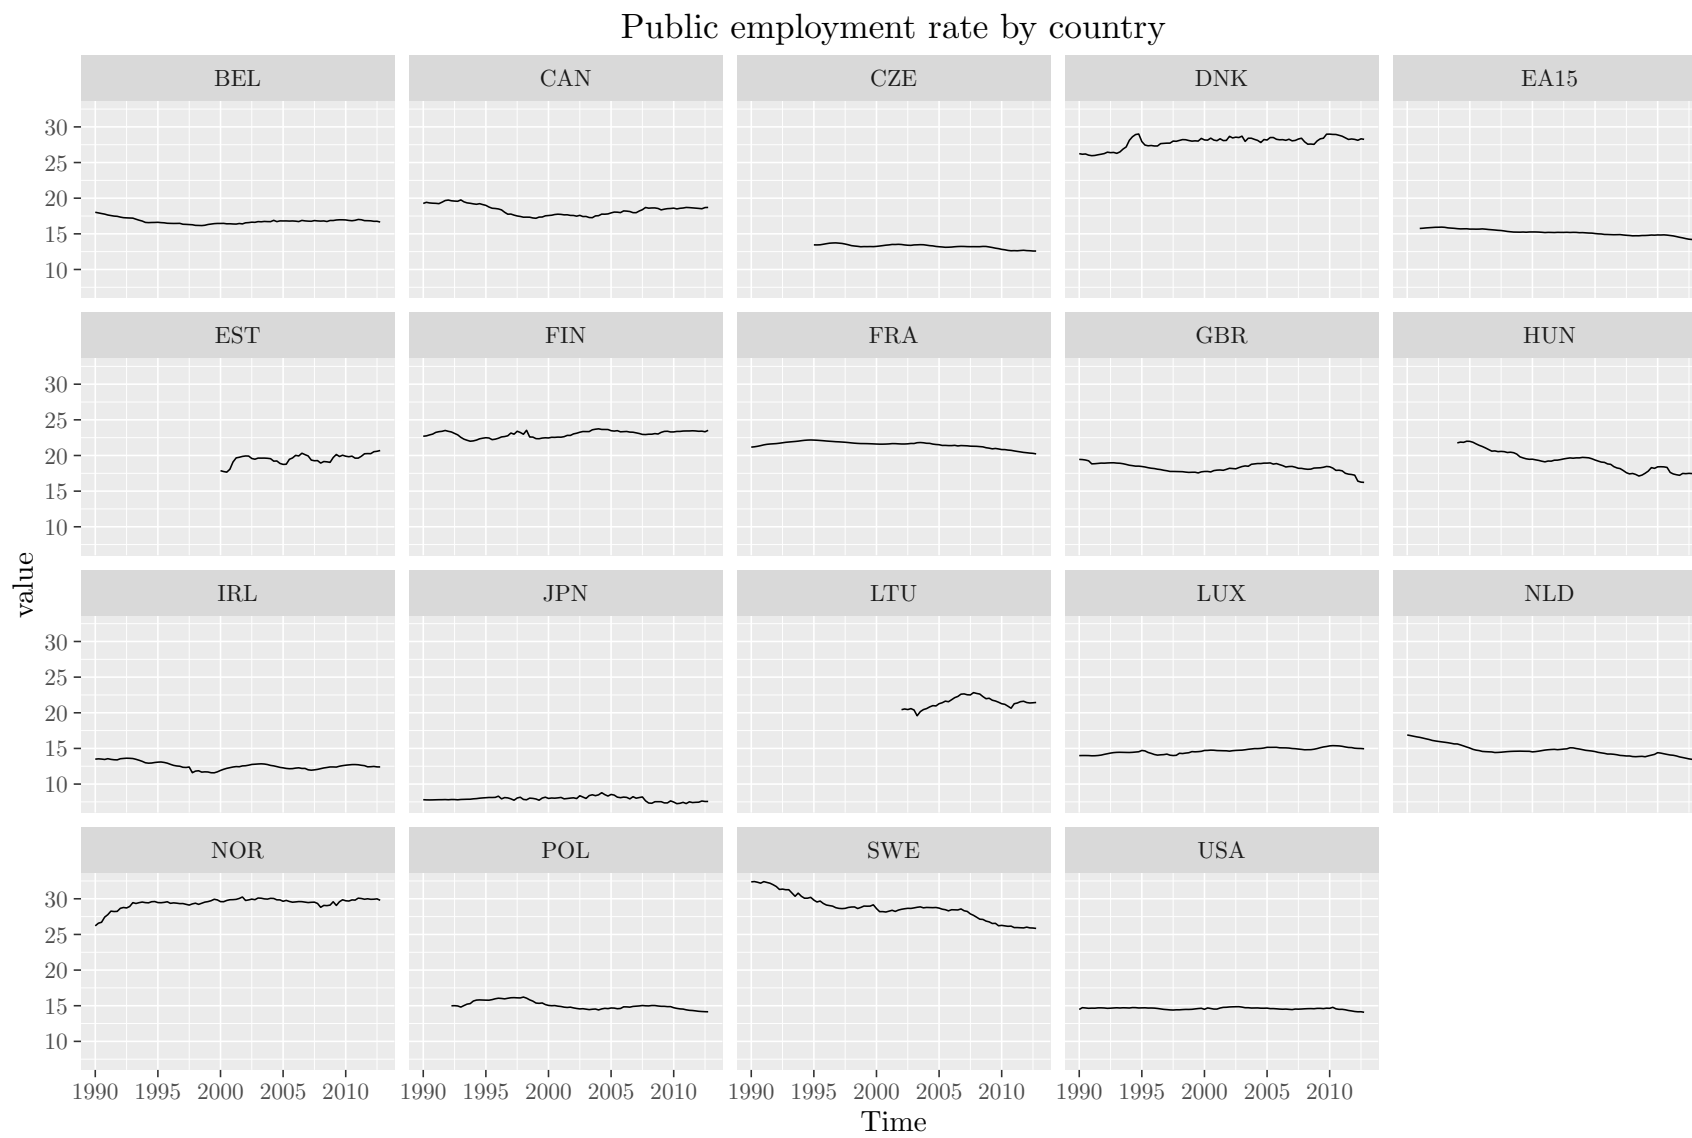 Public employment rate by country
BEL CAN CZE DNK EA15
30
25
20
15
10
EST FIN FRA GBR HUN
30
25
20
15
10
value
IRL JPN LTU LUX NLD
30
25
20
15
10
NOR POL SWE USA
30
25
20
15
10
1990 1995 2000 2005 2010 1990 1995 2000 2005 2010 1990 1995 2000 2005 2010 1990 1995 2000 2005 2010
Time